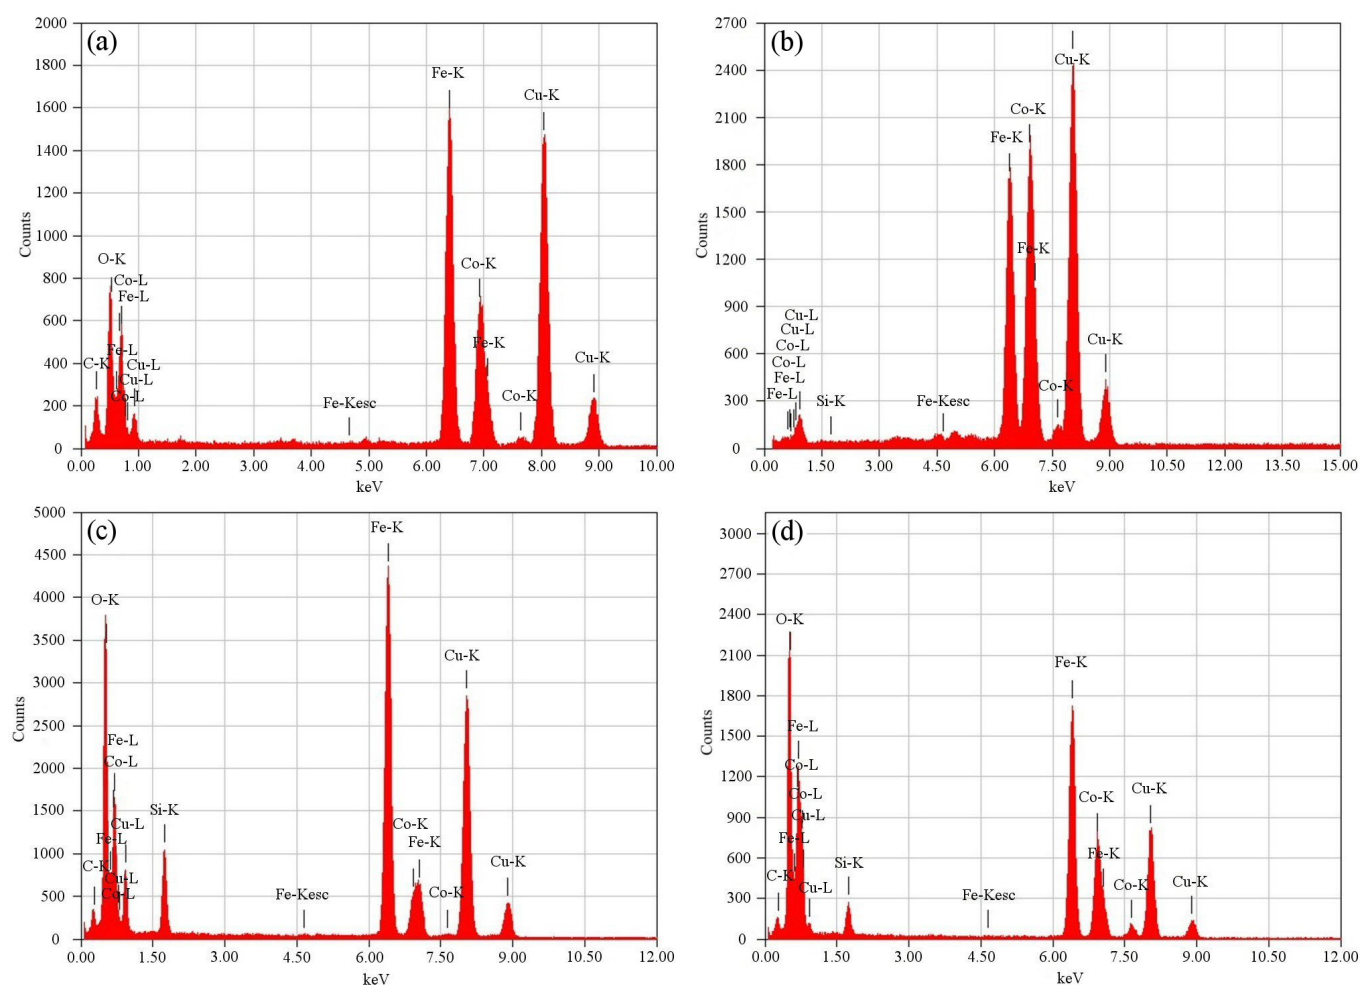 (a)
2000
1800
1600
1400
1200
1000
800
600
400
200
0
Counts
Fe-K
Cu-K
O-K
Co-L
Fe-L
Co-K
Fe-L
Fe-K
C-K
Cu-L
Cu-L
Co-L
Cu-K
Fe-Kesc
Co-K
0.00 1.00 2.00 3.00 4.00 5.00 6.00 7.00 8.00 9.00 10.00
keV
(b)
2700
2400
2100
1800
1500
1200
900
600
300
0
Counts
Cu-K
Co-K
Fe-K
Fe-K
Cu-L
Cu-L
Co-L
Co-L
Fe-L
Fe-L
Si-K
Fe-Kesc
Co-K
Cu-K
0.00 1.50 3.00 4.50 6.00 7.50 9.00 10.50 12.00 13.50 15.00
keV
(c)
5000
4500
4000
3500
3000
2500
2000
1500
1000
500
0
Counts
Fe-K
O-K
Cu-K
Fe-L
Co-L
Si-K
Cu-L
Co-K
Fe-L
Fe-K
C-K
Cu-L
Co-L
Fe-Kesc
Co-K
Cu-K
0.00 1.50 3.00 4.50 6.00 7.50 9.00 10.50 12.00
keV
(d)
3000
2700
2400
2100
1800
1500
1200
900
600
300
0
Counts
O-K
Fe-K
Fe-L
Co-L
Co-L
Cu-L
Fe-L
C-K
Cu-L
Si-K
Fe-Kesc
Co-K
Fe-K
Cu-K
Co-K
Cu-K
0.00 1.50 3.00 4.50 6.00 7.50 9.00 10.50 12.00
keV